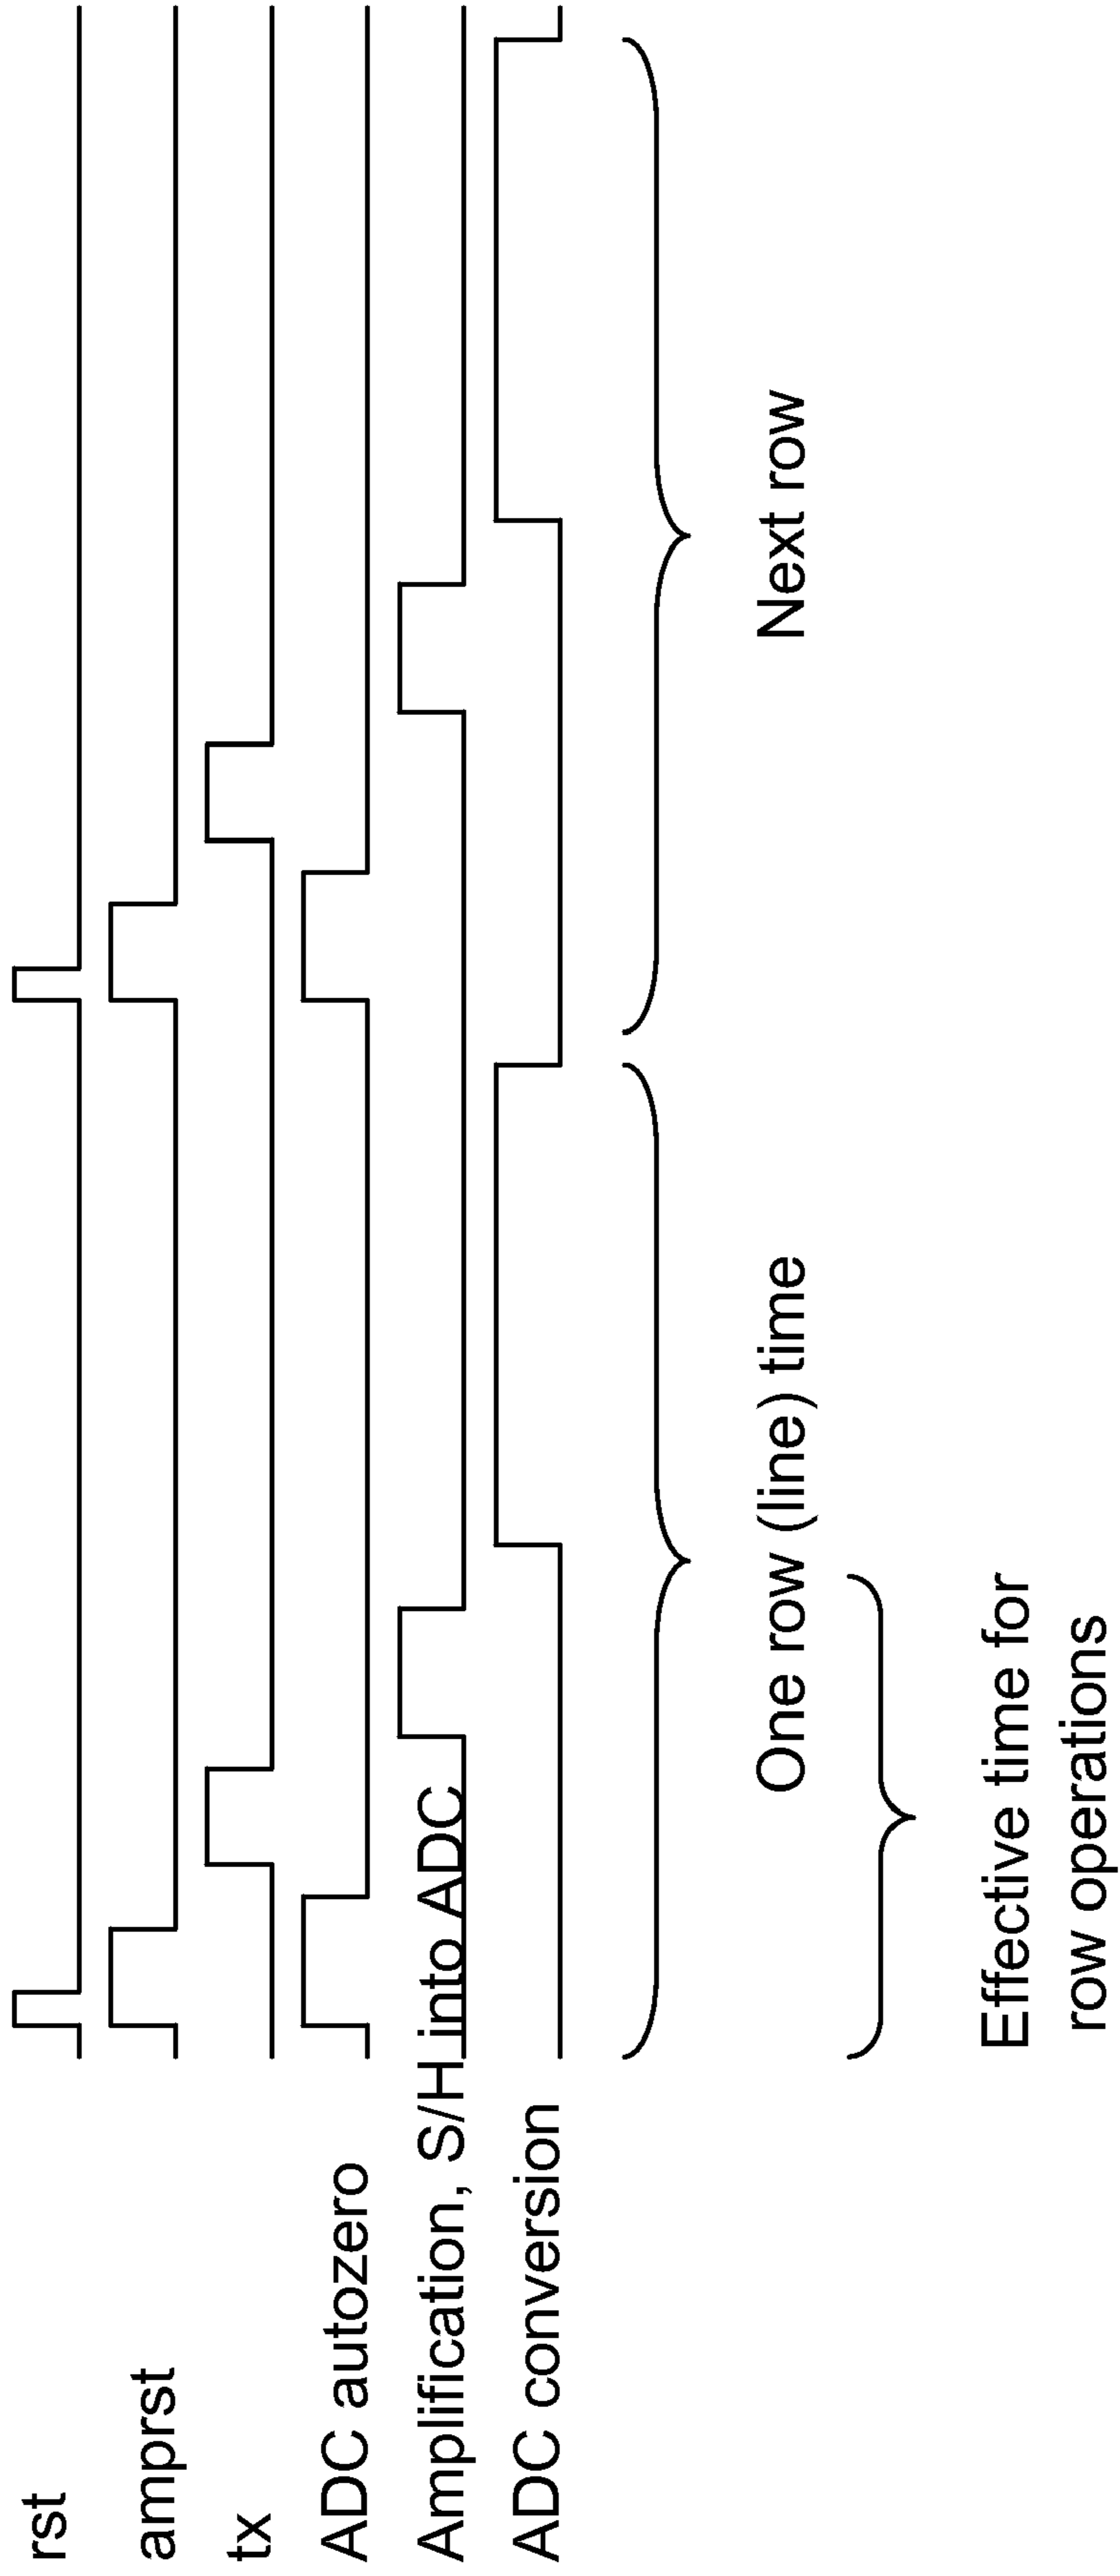 rst
amprst
tx
ADC autozero
Amplification, S/H into ADC
ADC conversion
One row (line) time
Next row
Effective time for
row operations